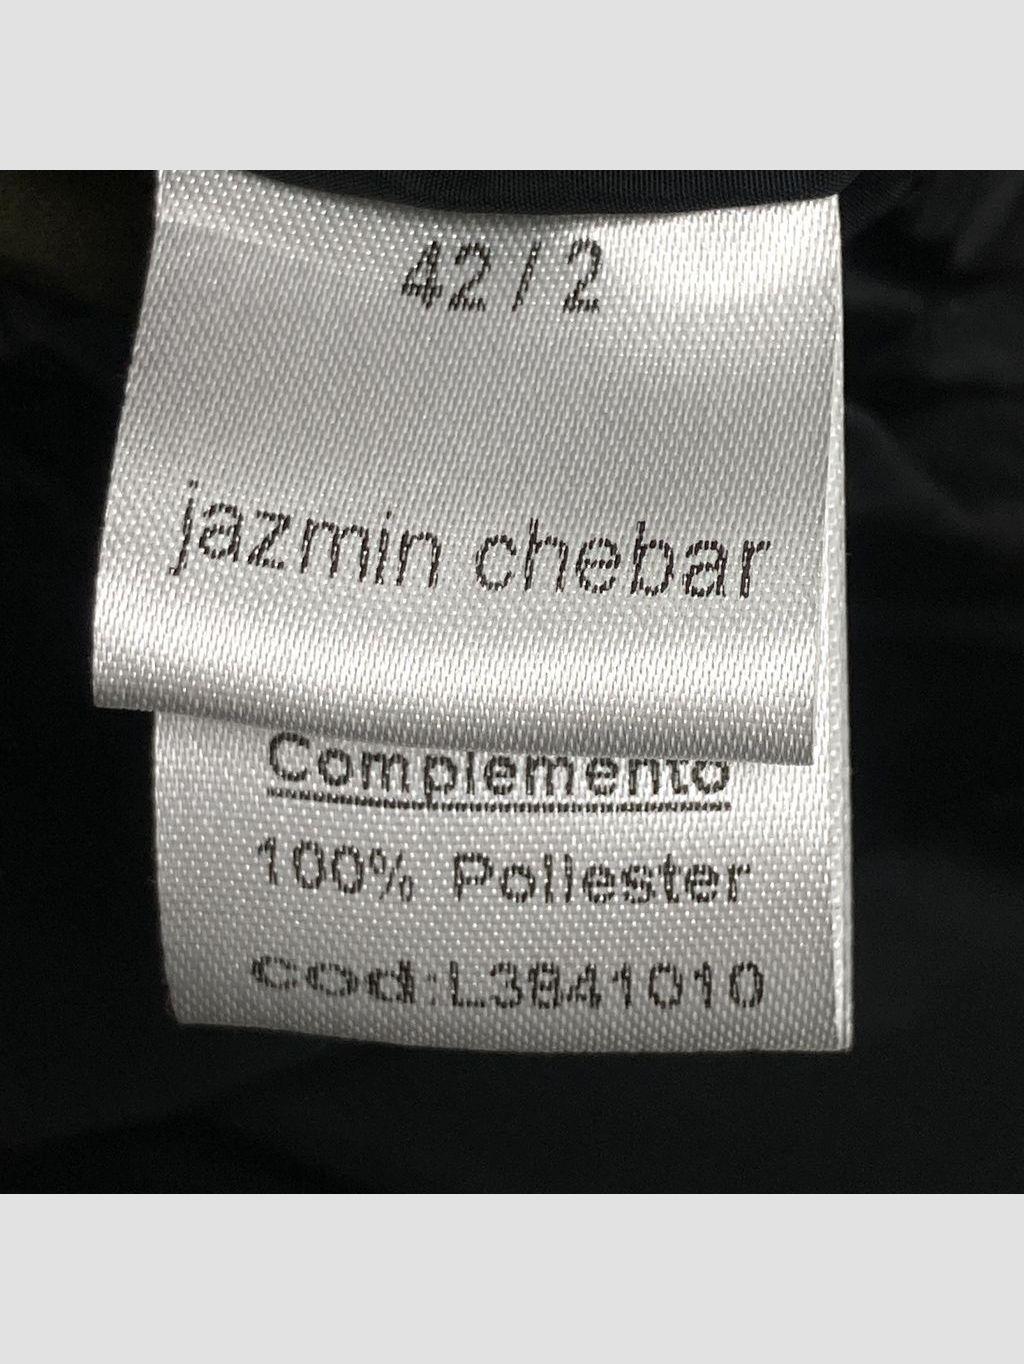 42 / 2
jazmin chebar
Complemento
100% Poliester
cod:L3841010